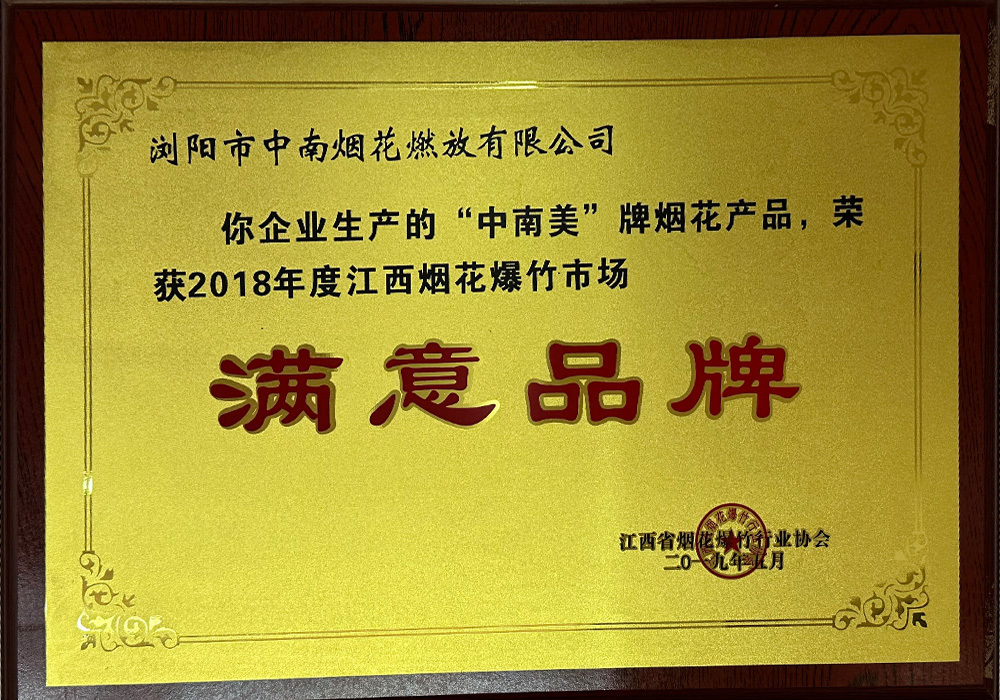 浏阳市中南烟花燃放有限公司
你企业生产的“中南美”牌烟花产品，荣
获2018年度江西烟花爆竹市场
满意品牌
江西省烟花爆竹行业协会
二0一九年五月